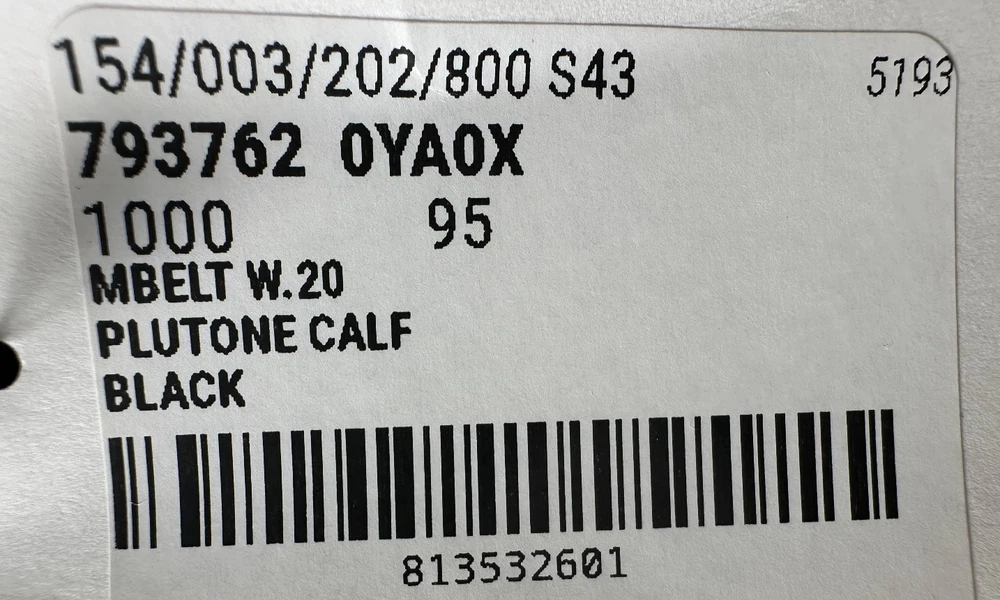 154/003/202/800 S43 5193
793762 0YA0X
1000 95
MBELT W.20
PLUTONE CALF
BLACK
813532601